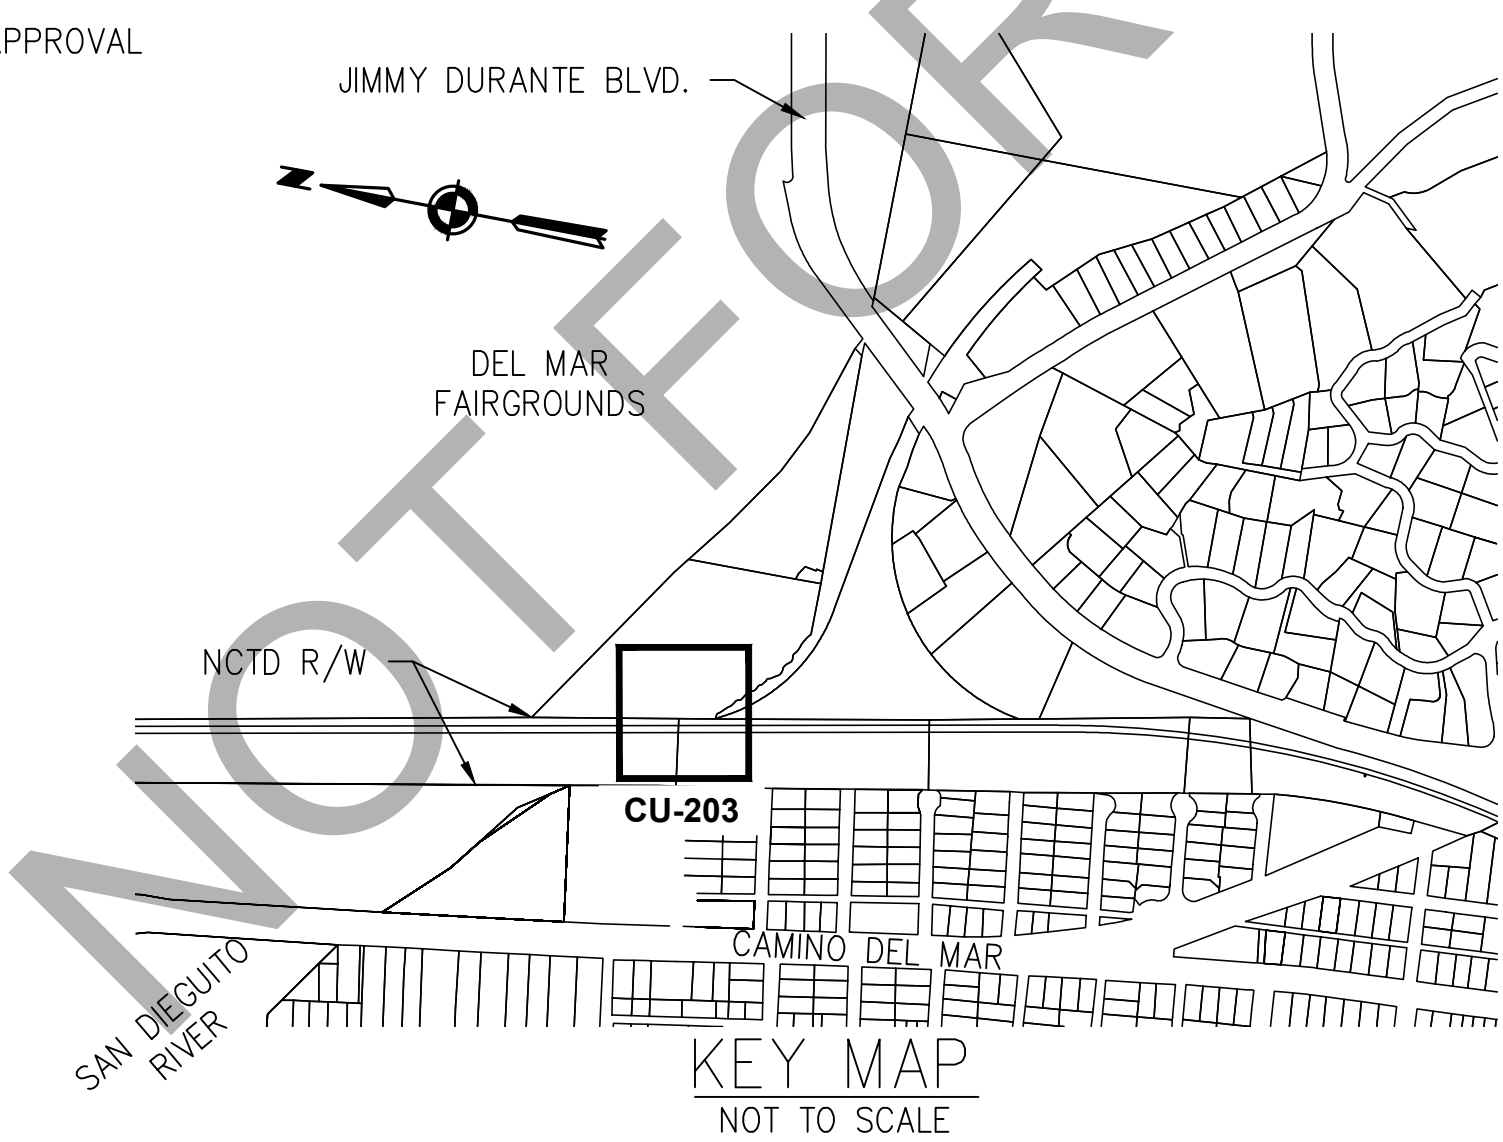 APPROVAL
JIMMY DURANTE BLVD.
N
DEL MAR
FAIRGROUNDS
NCTD R/W
CU-203
CAMINO DEL MAR
SAN DIEGUITO
RIVER
KEY MAP
NOT TO SCALE
NOT FOR